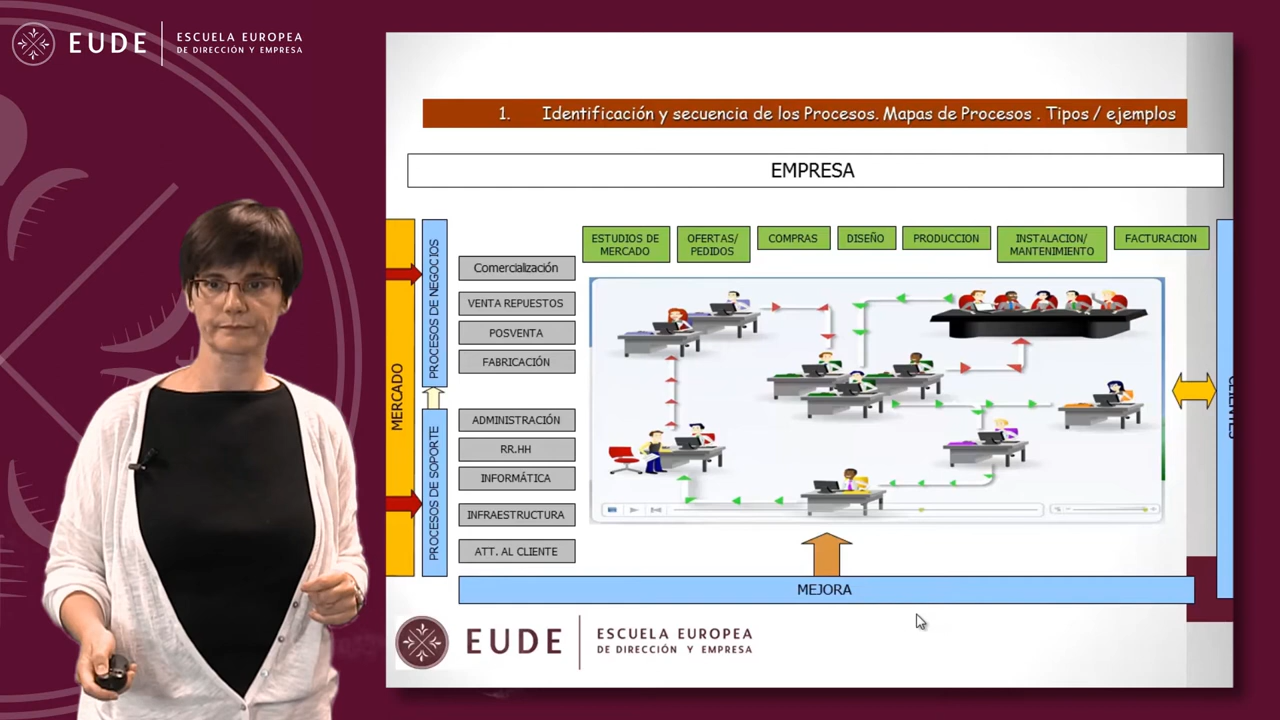 EUDE
ESCUELA EUROPEA
DE DIRECCIÓN Y EMPRESA
1. Identificación y secuencia de los Procesos. Mapas de Procesos . Tipos / ejemplos
EMPRESA
MERCADO
PROCESOS DE NEGOCIOS
PROCESOS DE SOPORTE
ESTUDIOS DE
MERCADO
OFERTAS/
PEDIDOS
COMPRAS
DISEÑO
PRODUCCION
INSTALACION/
MANTENIMIENTO
FACTURACION
Comercialización
VENTA REPUESTOS
POSVENTA
FABRICACIÓN
ADMINISTRACIÓN
RR.HH
INFORMÁTICA
INFRAESTRUCTURA
ATT. AL CLIENTE
CLIENTES
MEJORA
EUDE
ESCUELA EUROPEA
DE DIRECCIÓN Y EMPRESA